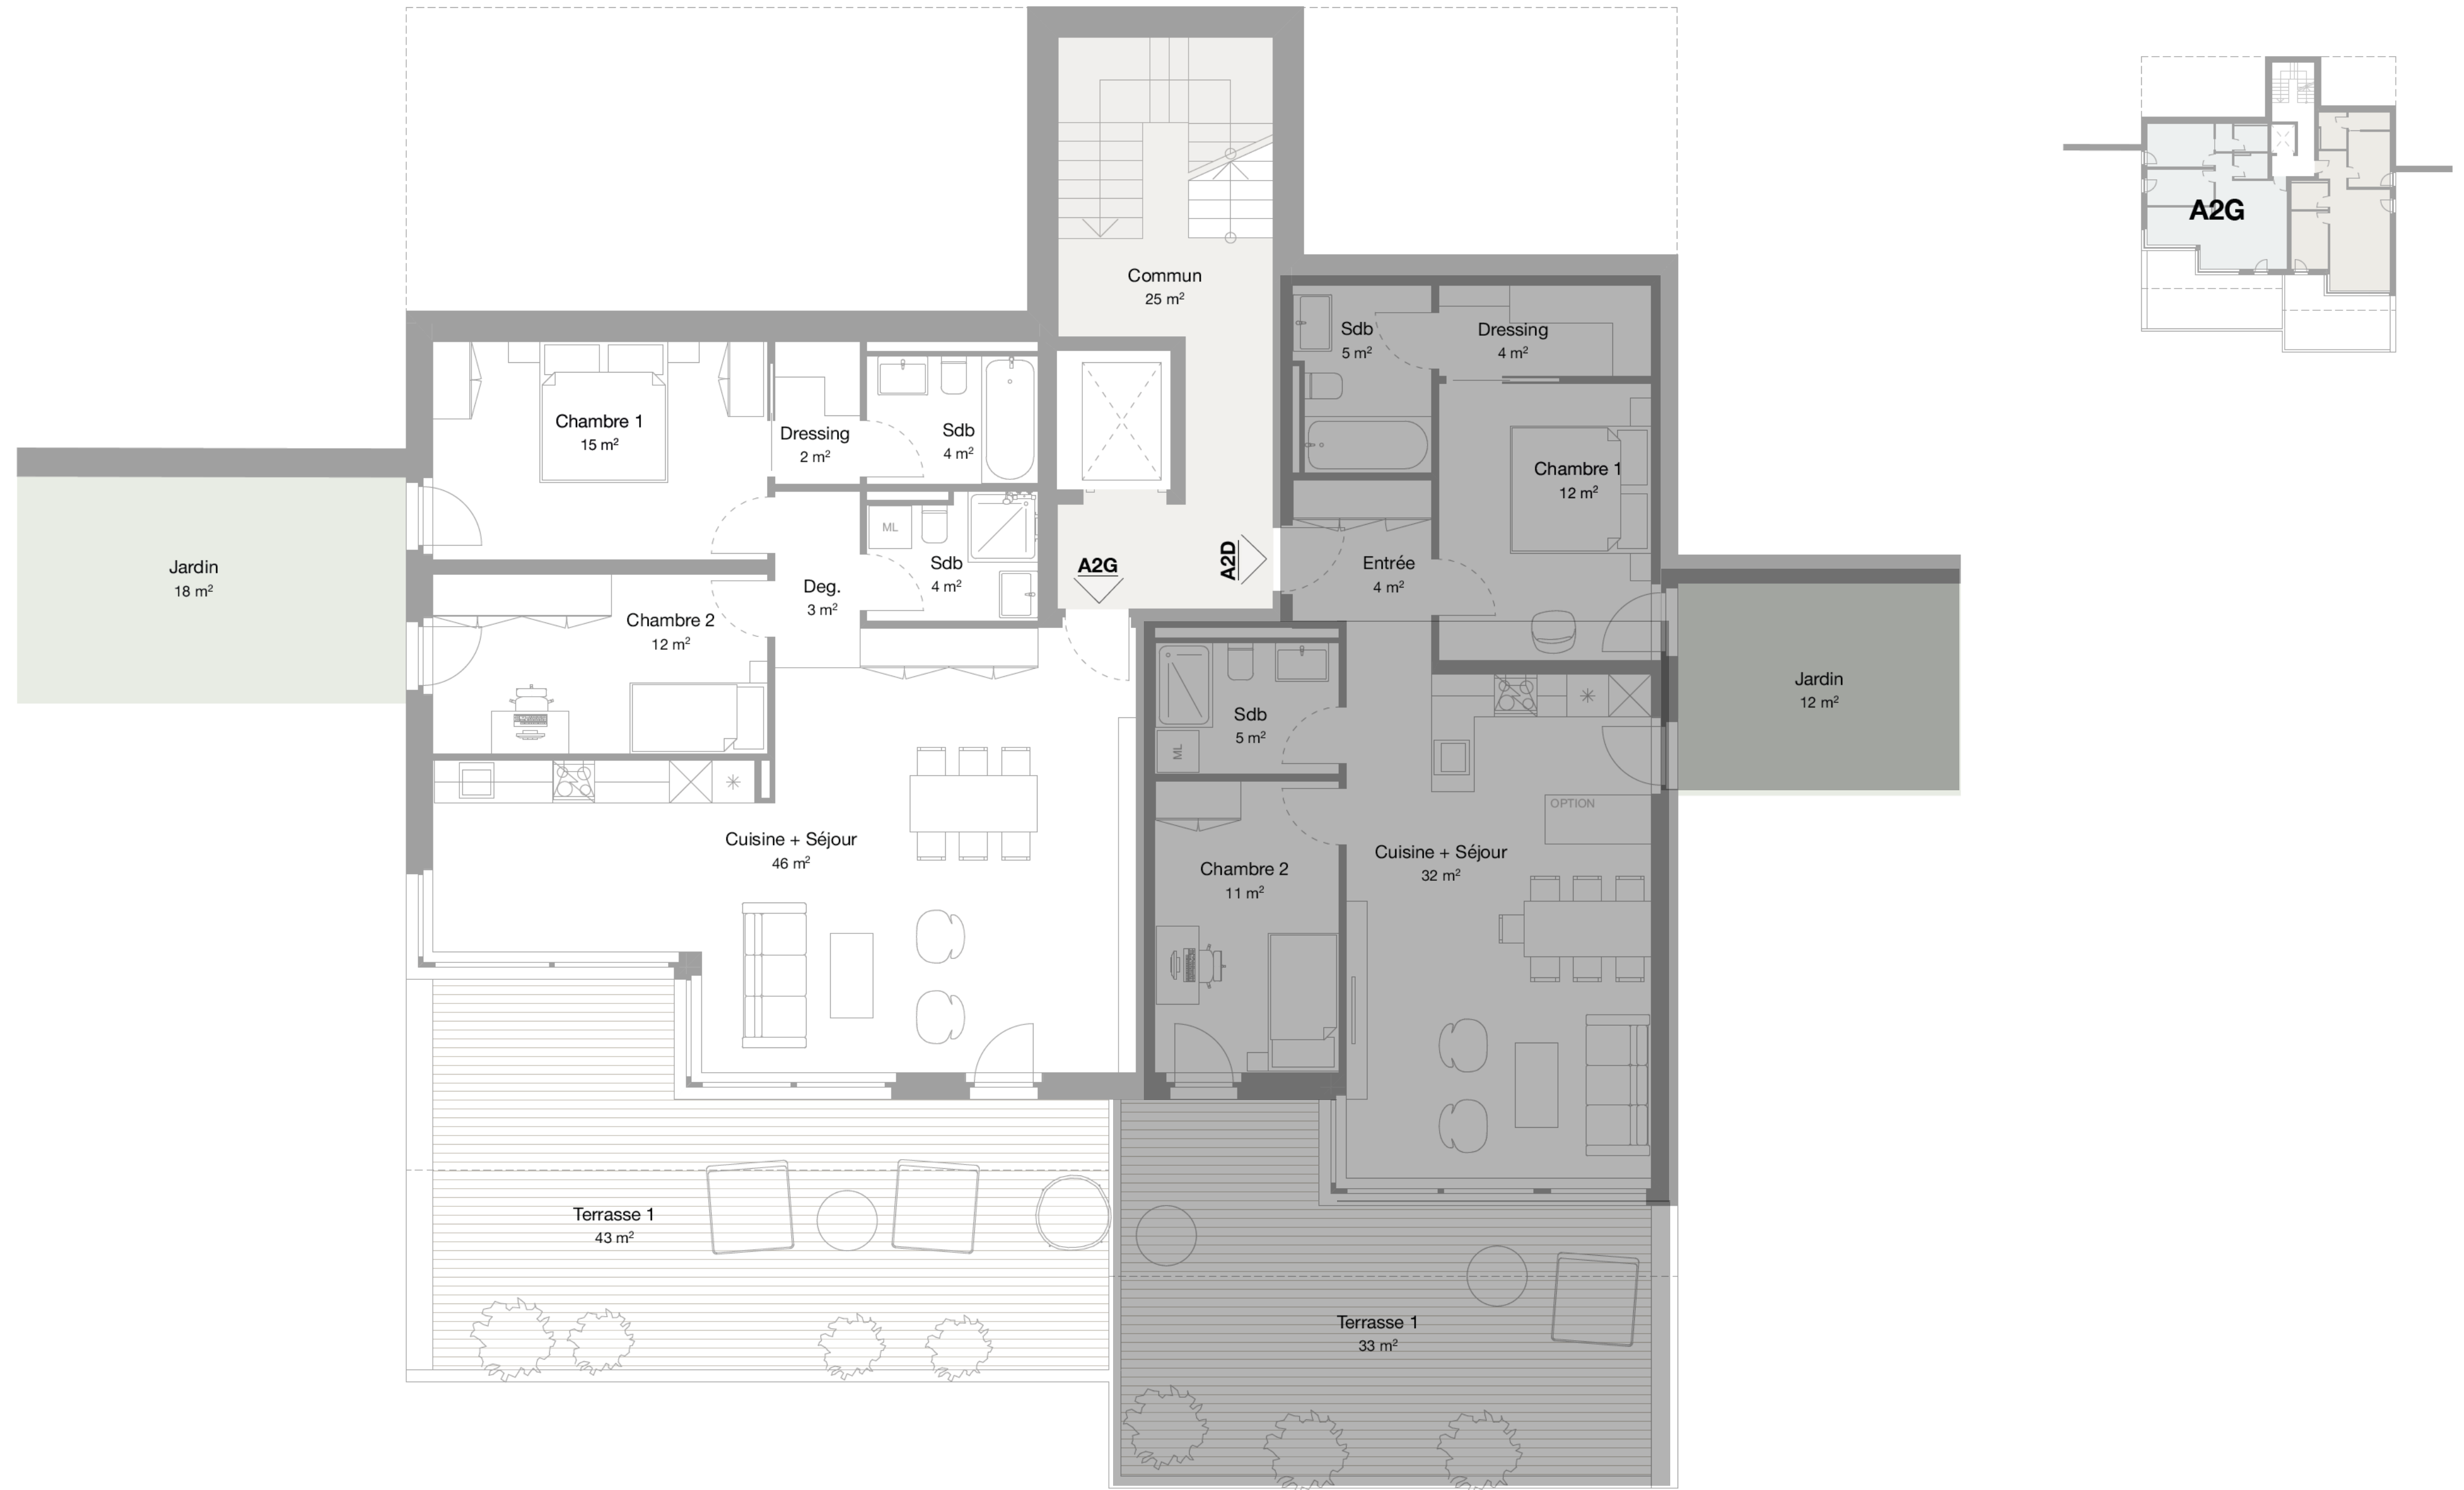 Commun
25 m²
A2G
Sdb
5 m²
Dressing
4 m²
Chambre 1
15 m²
Dressing
2 m²
Sdb
4 m²
Chambre 1
12 m²
ML
Sdb
4 m²
A2G
A2D
Entrée
4 m²
Jardin
18 m²
Deg.
3 m²
Chambre 2
12 m²
Jardin
12 m²
Sdb
5 m²
ML
OPTION
Cuisine + Séjour
46 m²
Chambre 2
11 m²
Cuisine + Séjour
32 m²
Terrasse 1
43 m²
Terrasse 1
33 m²